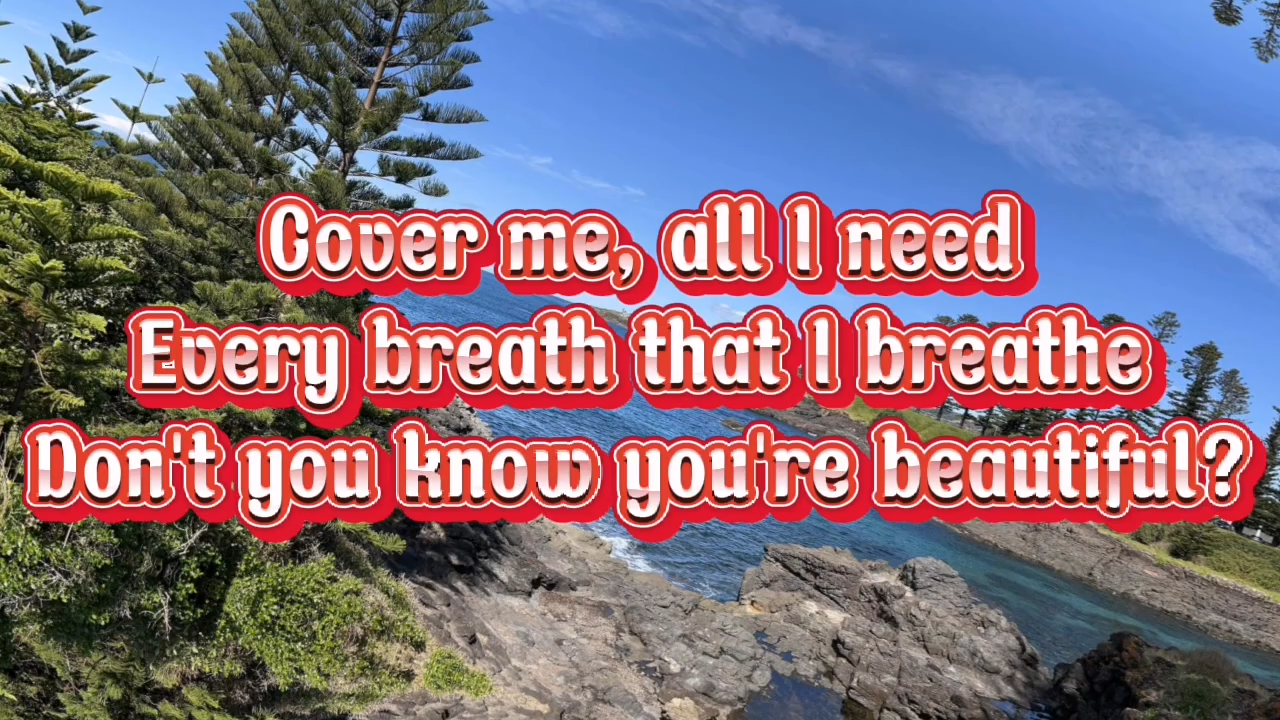 Cover me, all I need
Every breath that I breathe
Don't you know you're beautiful?